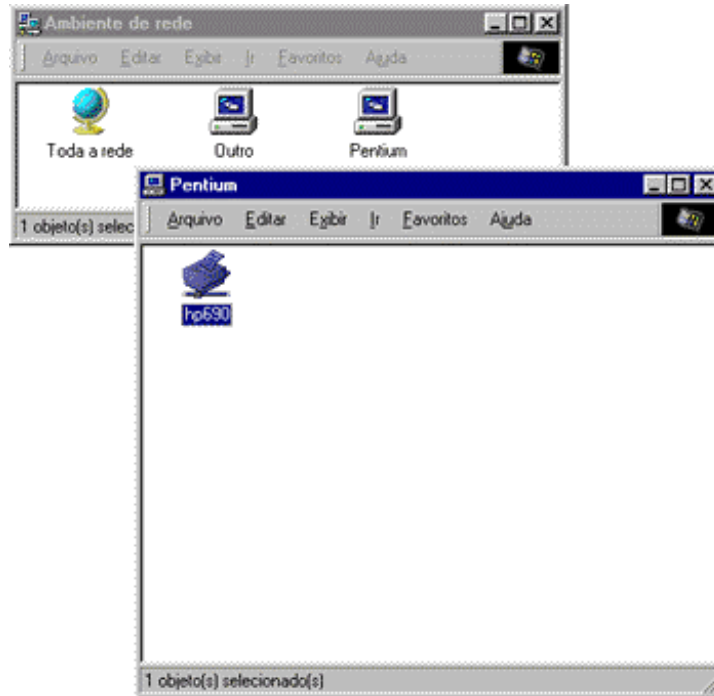 Ambiente de rede
Arquivo Editar Exibir Ir Favoritos Ajuda
Toda a rede Outro Pentium
1 objeto(s) selec
Pentium
Arquivo Editar Exibir Ir Favoritos Ajuda
hp690
1 objeto(s) selecionado(s)